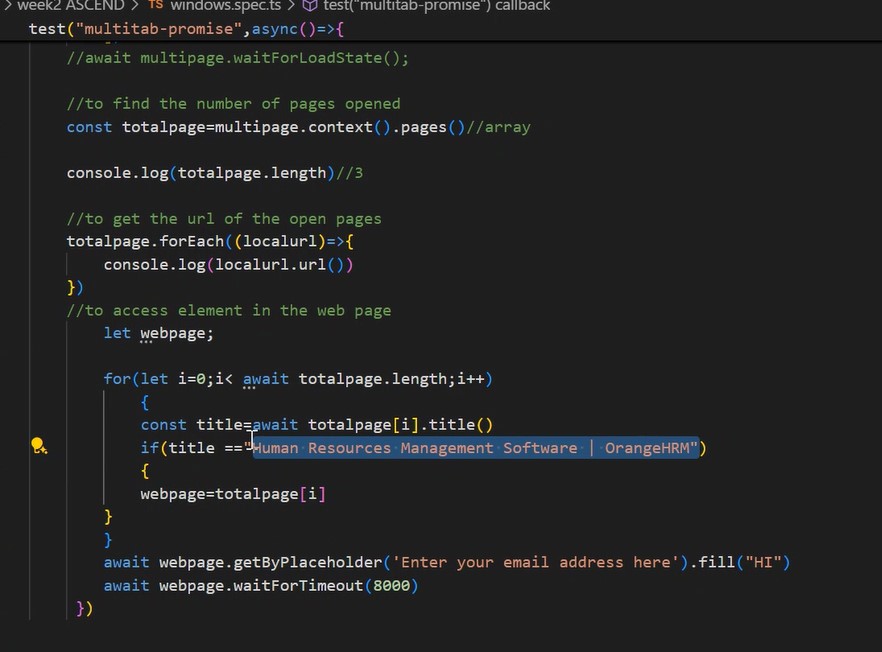 week2 ASCEND > TS windows.spec.ts > test("multitab-promise") callback
test("multitab-promise",async()=>{
//await multipage.waitForLoadState();
//to find the number of pages opened
const totalpage=multipage.context().pages()//array
console.log(totalpage.length)//3
//to get the url of the open pages
totalpage.forEach((localurl)=>{
console.log(localurl.url())
})
//to access element in the web page
let webpage;
for(let i=0;i< await totalpage.length;i++)
{
const title=await totalpage[i].title()
if(title =="Human Resources Management Software | OrangeHRM")
{
webpage=totalpage[i]
}
}
await webpage.getByPlaceholder('Enter your email address here').fill("HI")
await webpage.waitForTimeout(8000)
})